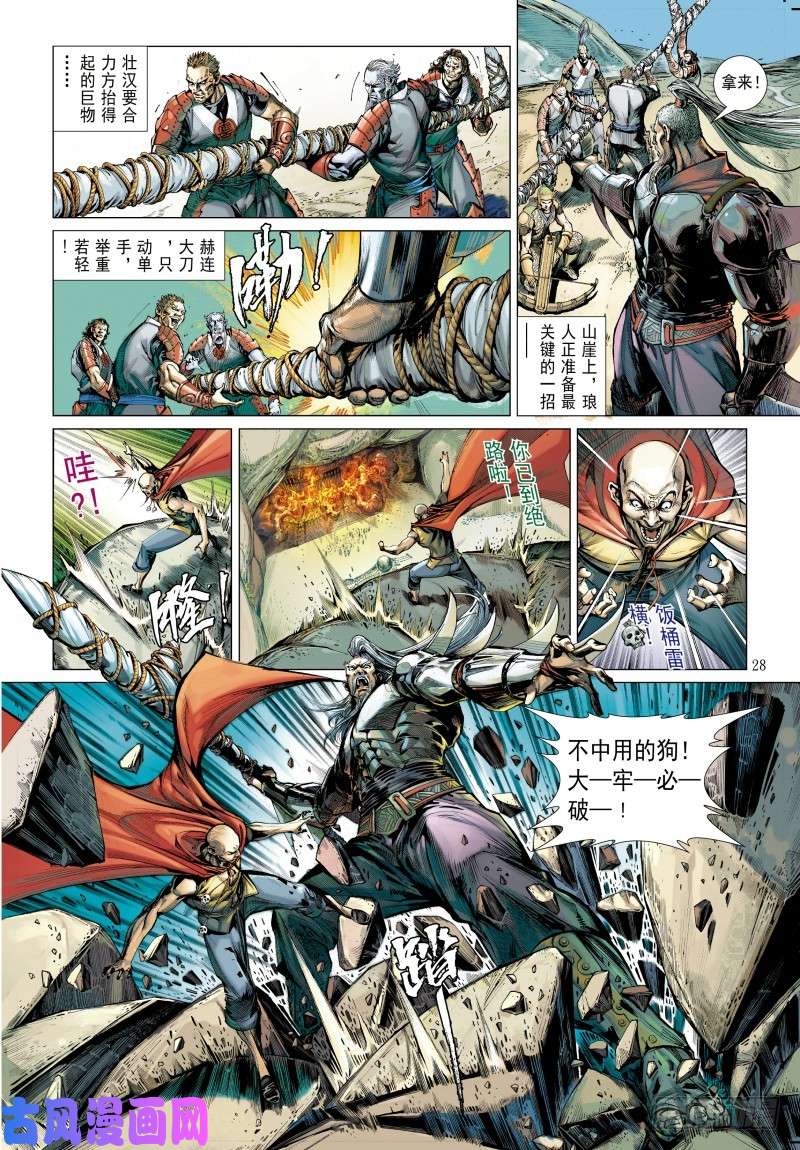 拿来！
山崖上，琅
人正准备最
关键的一招
——
壮汉要合
力方抬得
起的巨物
……
赫连
大刀
，只
动单
手，
举重
若轻
！
嘞！
哇
？！
隆！
你已到绝
路啦！
饭桶雷
横！
28
不中用的狗！
大—牢—必—
破—！
踏
古风漫画网